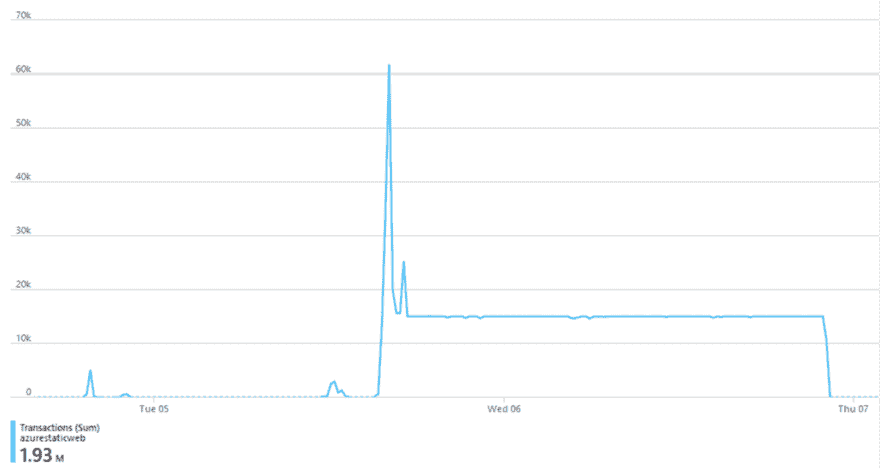 70k
60k
50k
40k
30k
20k
10k
0
Tue 05 Wed 06 Thu 07
Transactions (Sum)
azurestaticweb
1.93 M